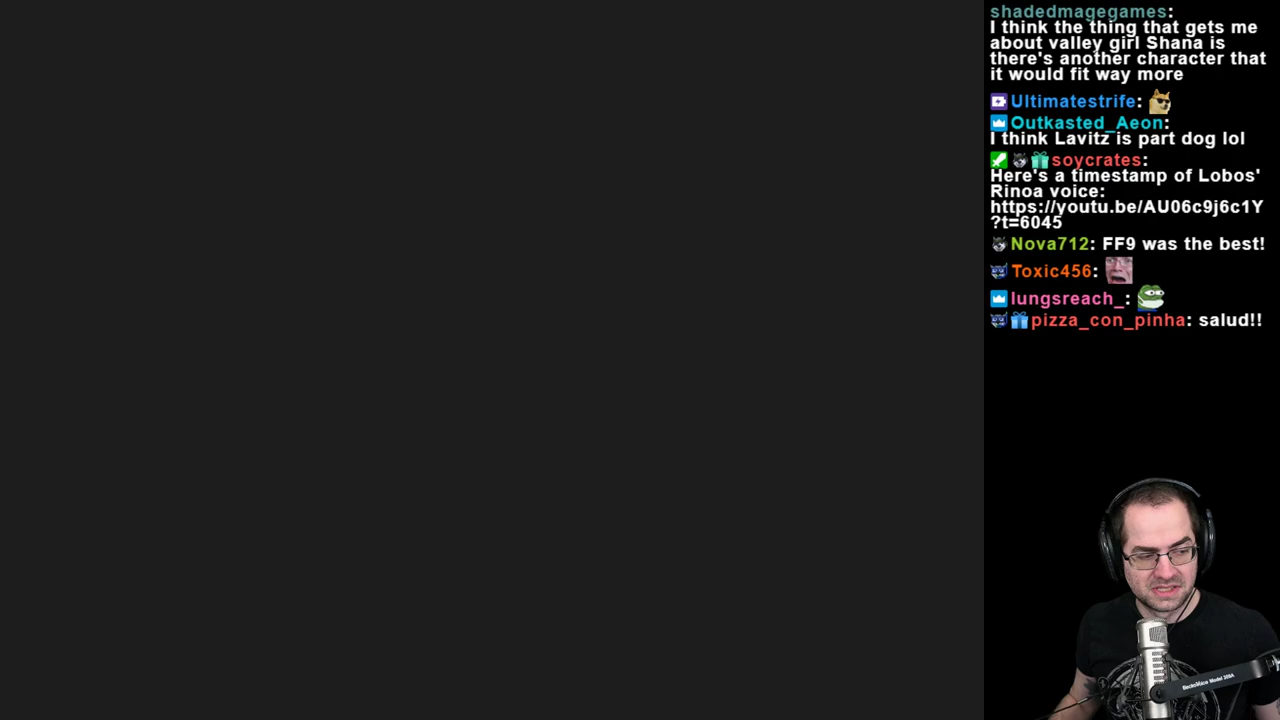 shadedmagegames:
I think the thing that gets me
about valley girl Shana is
there's another character that
it would fit way more
Ultimatestrife:
Outkasted_Aeon:
I think Lavitz is part dog lol
soycrates:
Here's a timestamp of Lobos'
Rinoa voice:
https://youtu.be/AU06c9j6c1Y
?t=6045
Nova712: FF9 was the best!
Toxic456:
lungsreach_:
pizza_con_pinha: salud!!